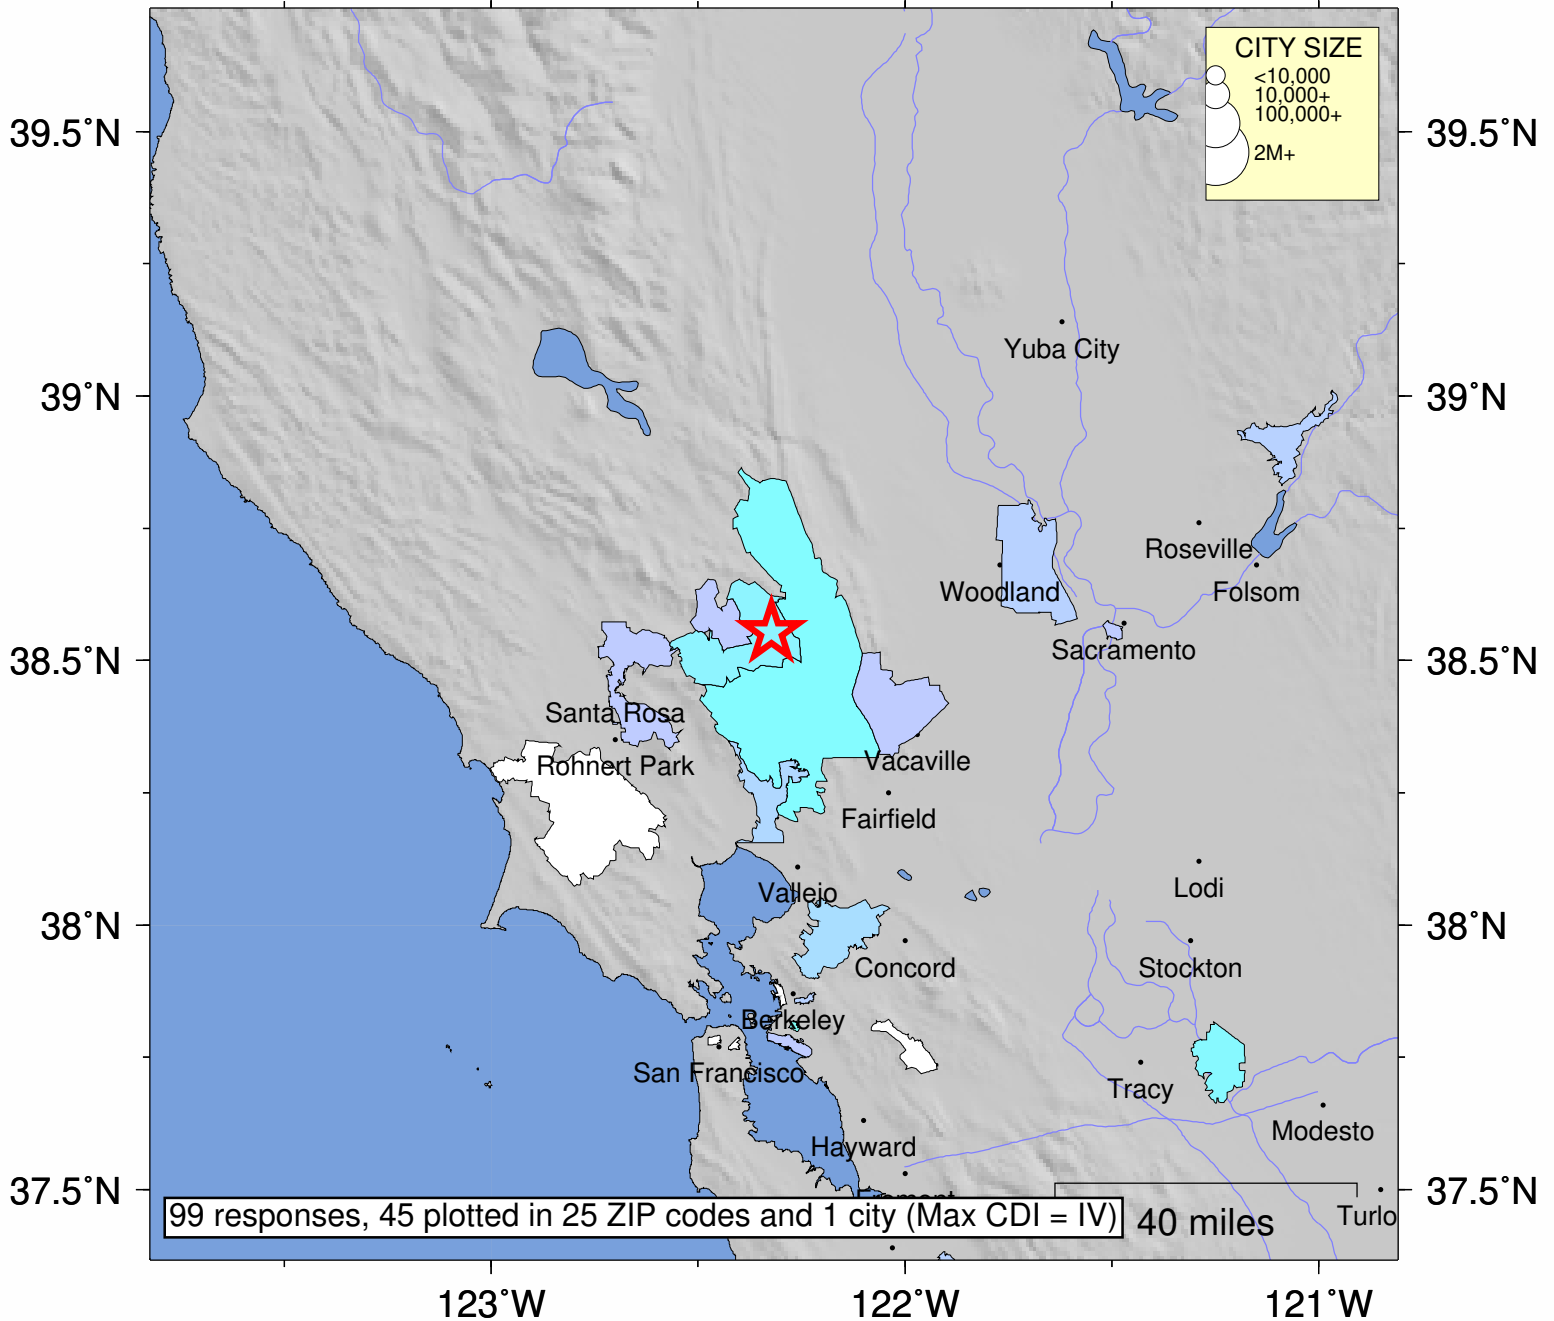 CITY SIZE
<10,000
10,000+
100,000+
2M+
39.5˚N
39.5˚N
Yuba City
39˚N
39˚N
Roseville
Woodland
Folsom
38.5˚N
Sacramento
38.5˚N
Santa Rosa
Rohnert Park
Vacaville
Fairfield
Vallejo
Lodi
38˚N
38˚N
Concord
Stockton
Berkeley
San Francisco
Tracy
Modesto
Hayward
37.5˚N
37.5˚N
Fremont
99 responses, 45 plotted in 25 ZIP codes and 1 city (Max CDI = IV)
40 miles
Turlo
123˚W
122˚W
121˚W